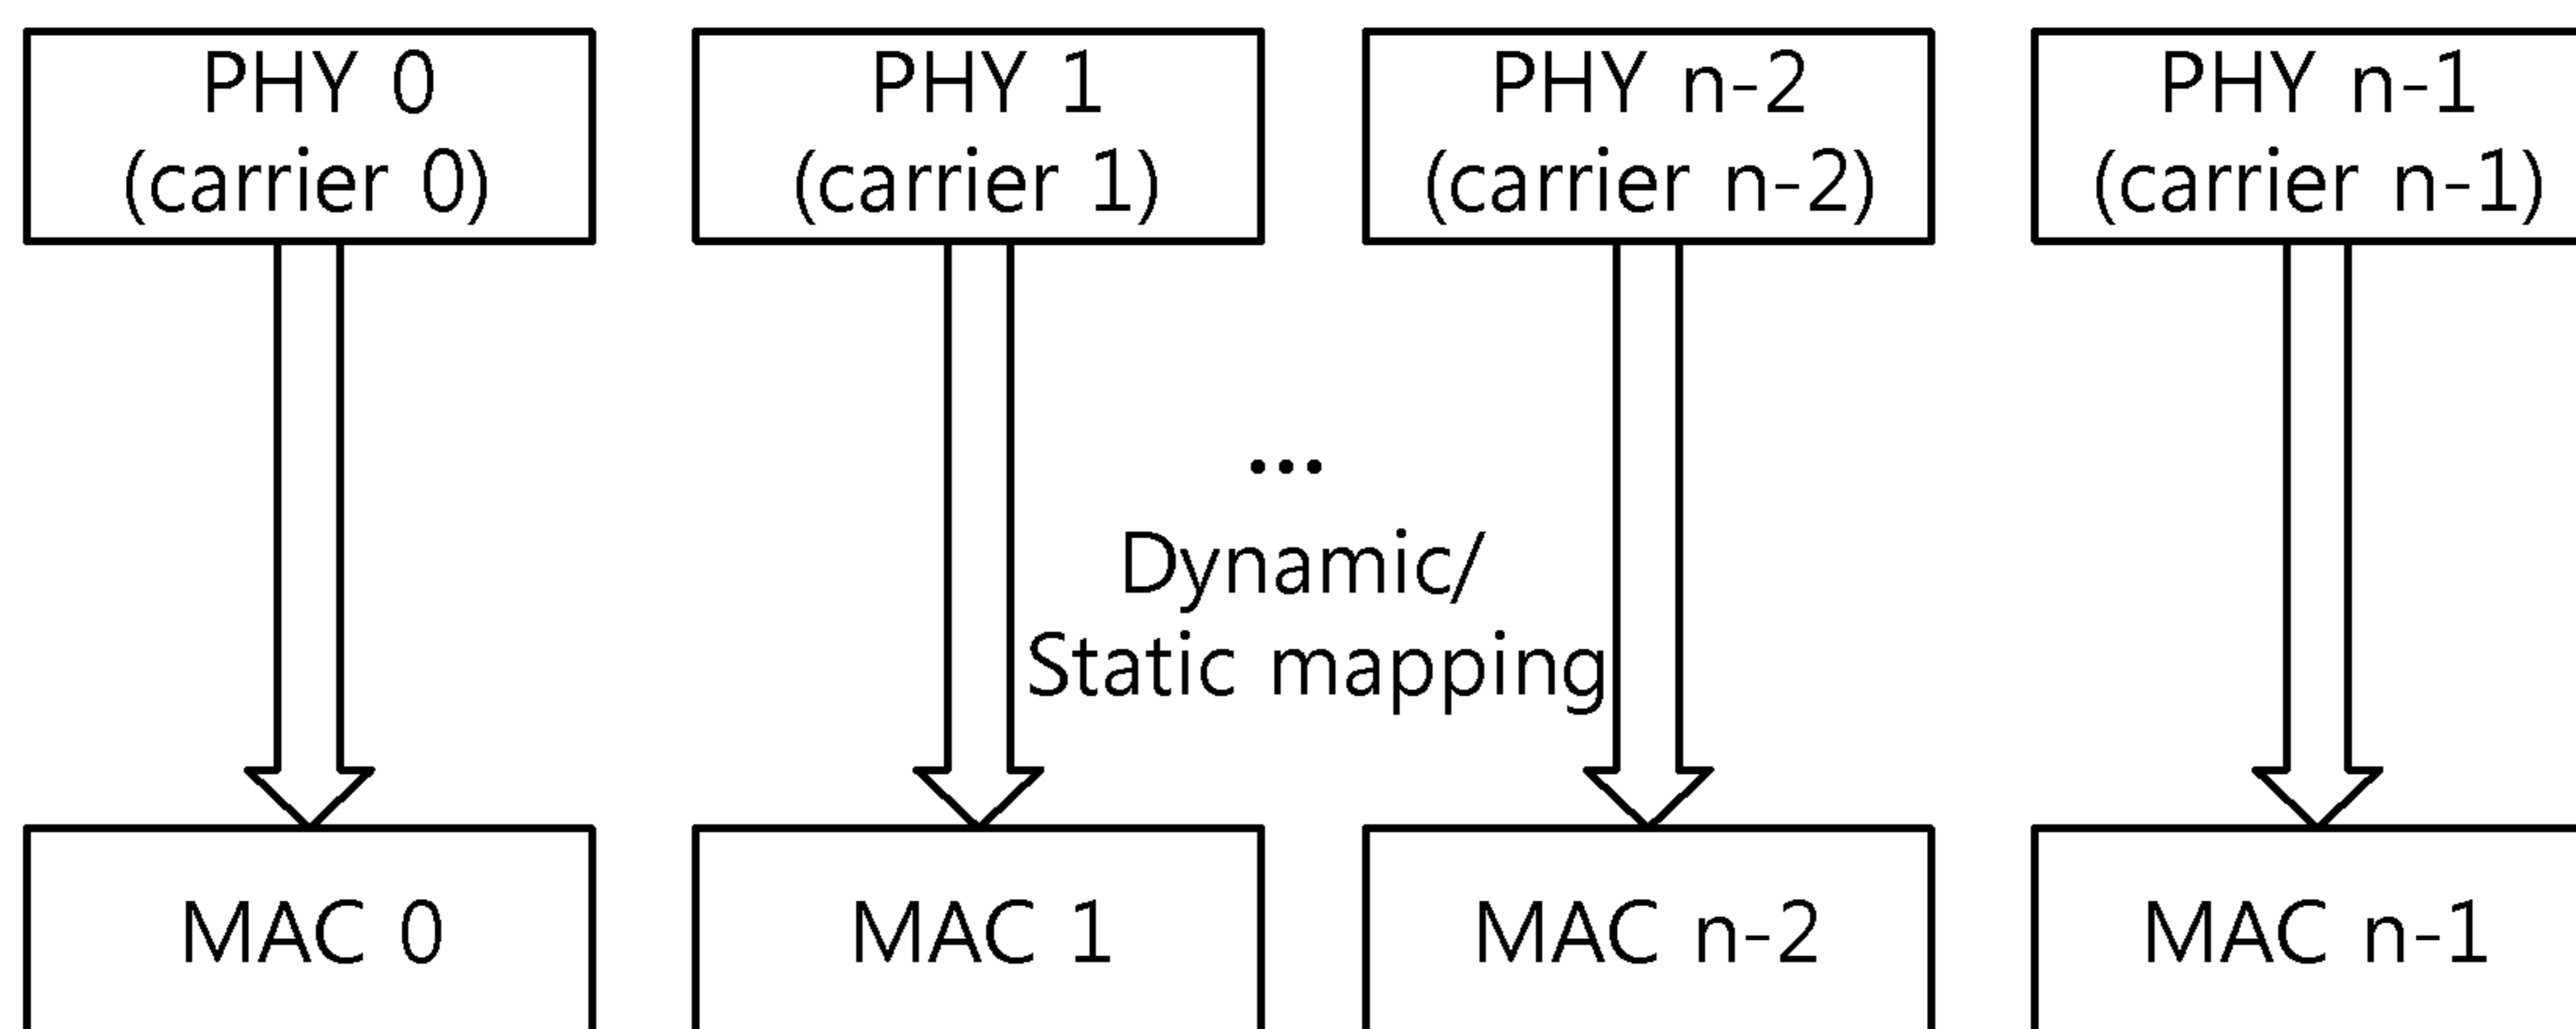 PHY 0
(carrier 0)
PHY 1
(carrier 1)
PHY n-2
(carrier n-2)
PHY n-1
(carrier n-1)
...
Dynamic/
Static mapping
MAC 0
MAC 1
MAC n-2
MAC n-1